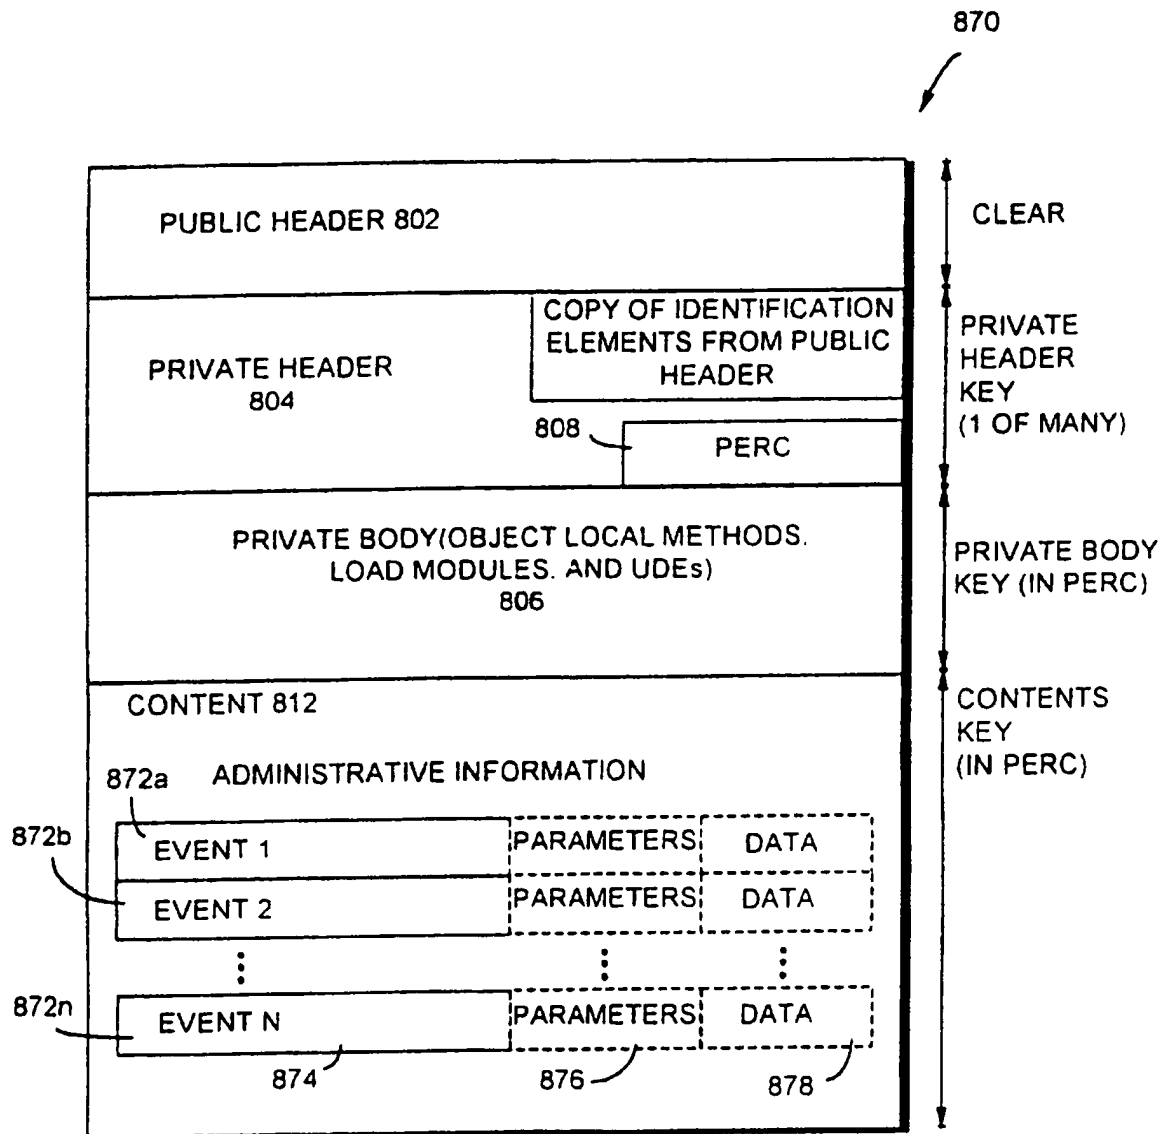 870
PUBLIC HEADER 802
CLEAR
PRIVATE HEADER
804
COPY OF IDENTIFICATION
ELEMENTS FROM PUBLIC
HEADER
808
PERC
PRIVATE
HEADER
KEY
(1 OF MANY)
PRIVATE BODY(OBJECT LOCAL METHODS.
LOAD MODULES. AND UDEs)
806
PRIVATE BODY
KEY (IN PERC)
CONTENT 812
CONTENTS
KEY
(IN PERC)
ADMINISTRATIVE INFORMATION
872a
EVENT 1 PARAMETERS DATA
872b
EVENT 2 PARAMETERS DATA
872n
EVENT N PARAMETERS DATA
874 876 878